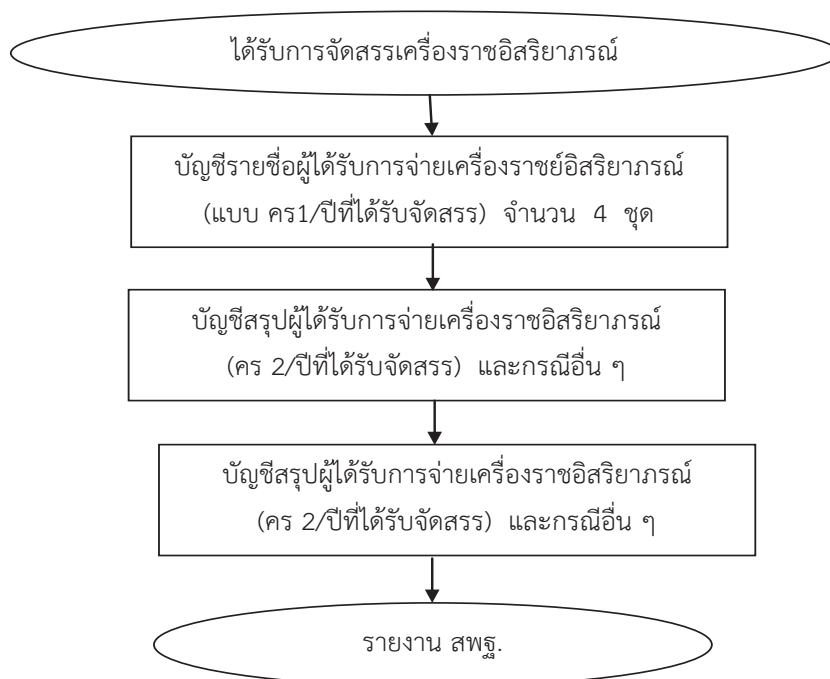 ได้รับการจัดสรรเครื่องราชอิสริยาภรณ์
บัญชีรายชื่อผู้ได้รับการจ่ายเครื่องราชย์อิสริยาภรณ์
(แบบ คร1/ปีที่ได้รับจัดสรร) จำนวน 4 ชุด
บัญชีสรุปผู้ได้รับการจ่ายเครื่องราชอิสริยาภรณ์
(คร 2/ปีที่ได้รับจัดสรร) และกรณีอื่น ๆ
บัญชีสรุปผู้ได้รับการจ่ายเครื่องราชอิสริยาภรณ์
(คร 2/ปีที่ได้รับจัดสรร) และกรณีอื่น ๆ
รายงาน สพฐ.